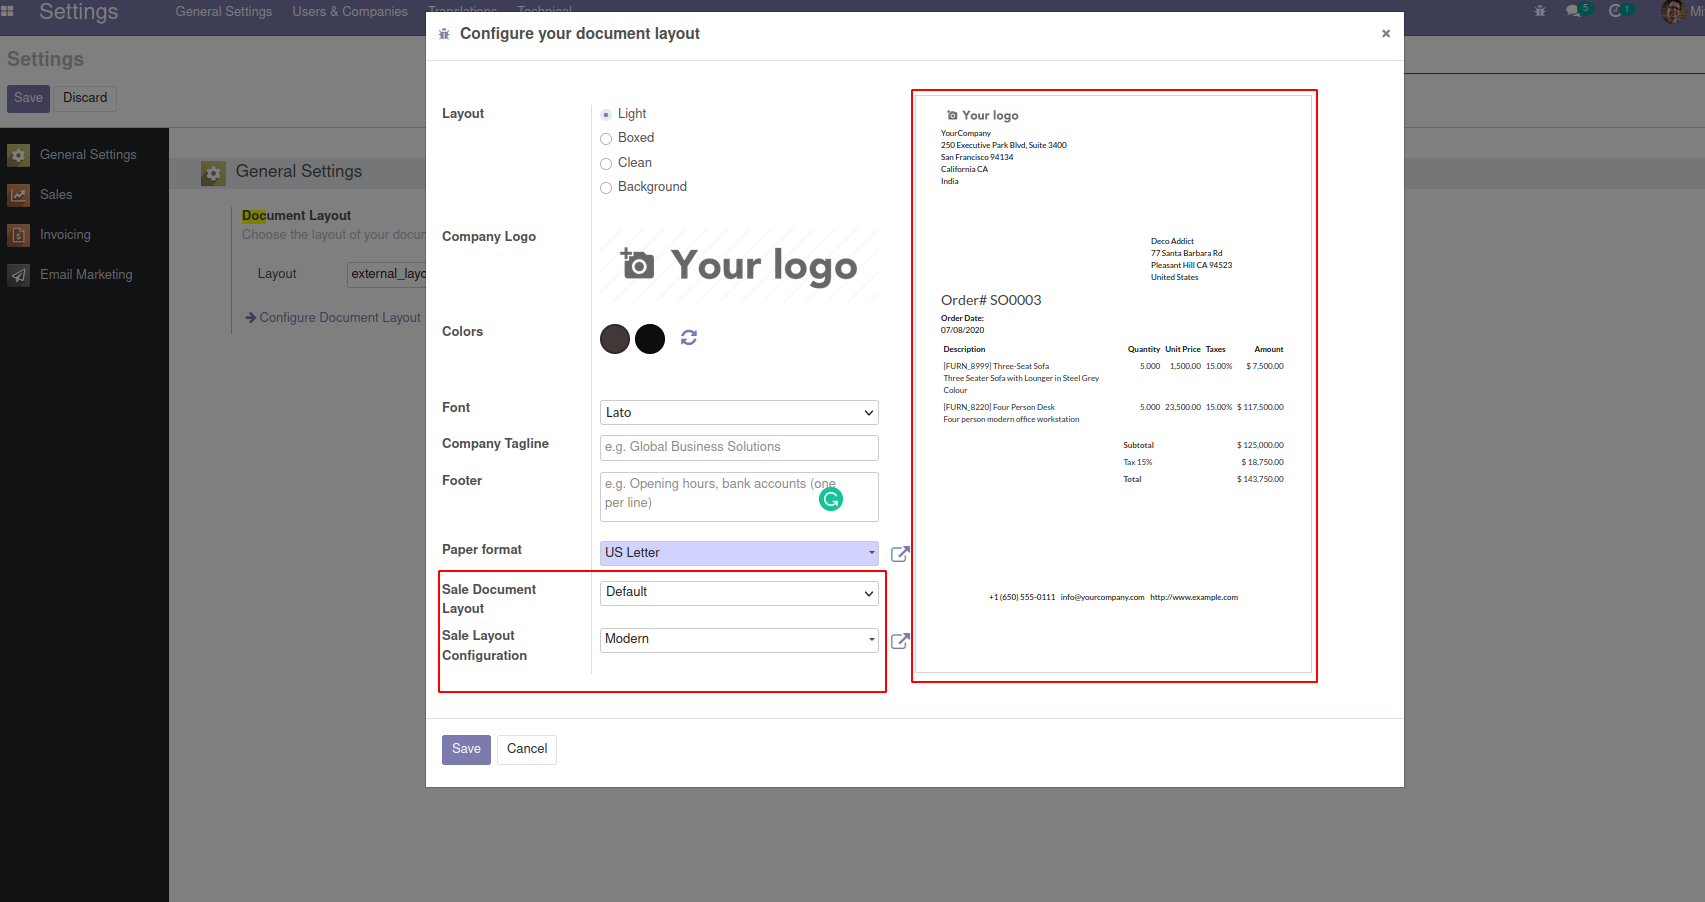 Settings
General Settings
Users & Companies
Translations
Technical
5
1
Mi
Settings
Save
Discard
General Settings
Sales
Invoicing
Email Marketing
General Settings
Document Layout
Choose the layout of your docum
Layout
external_layo
Configure Document Layout
Configure your document layout
×
Layout
Light
Boxed
Clean
Background
Company Logo
Your logo
Colors
Font
Lato
Company Tagline
e.g. Global Business Solutions
Footer
e.g. Opening hours, bank accounts (one
per line)
Paper format
US Letter
Sale Document
Layout
Default
Sale Layout
Configuration
Modern
Save
Cancel
Your logo
YourCompany
250 Executive Park Blvd, Suite 3400
San Francisco 94134
California CA
India
Deco Addict
77 Santa Barbara Rd
Pleasant Hill CA 94523
United States
Order# SO0003
Order Date:
07/08/2020
Description Quantity Unit Price Taxes Amount
[FURN_8999] Three-Seat Sofa 5.000 1,500.00 15.00% $ 7,500.00
Three Seater Sofa with Lounger in Steel Grey
Colour
[FURN_8220] Four Person Desk 5.000 23,500.00 15.00% $ 117,500.00
Four person modern office workstation
Subtotal $ 125,000.00
Tax 15% $ 18,750.00
Total $ 143,750.00
+1 (650) 555-0111 info@yourcompany.com http://www.example.com